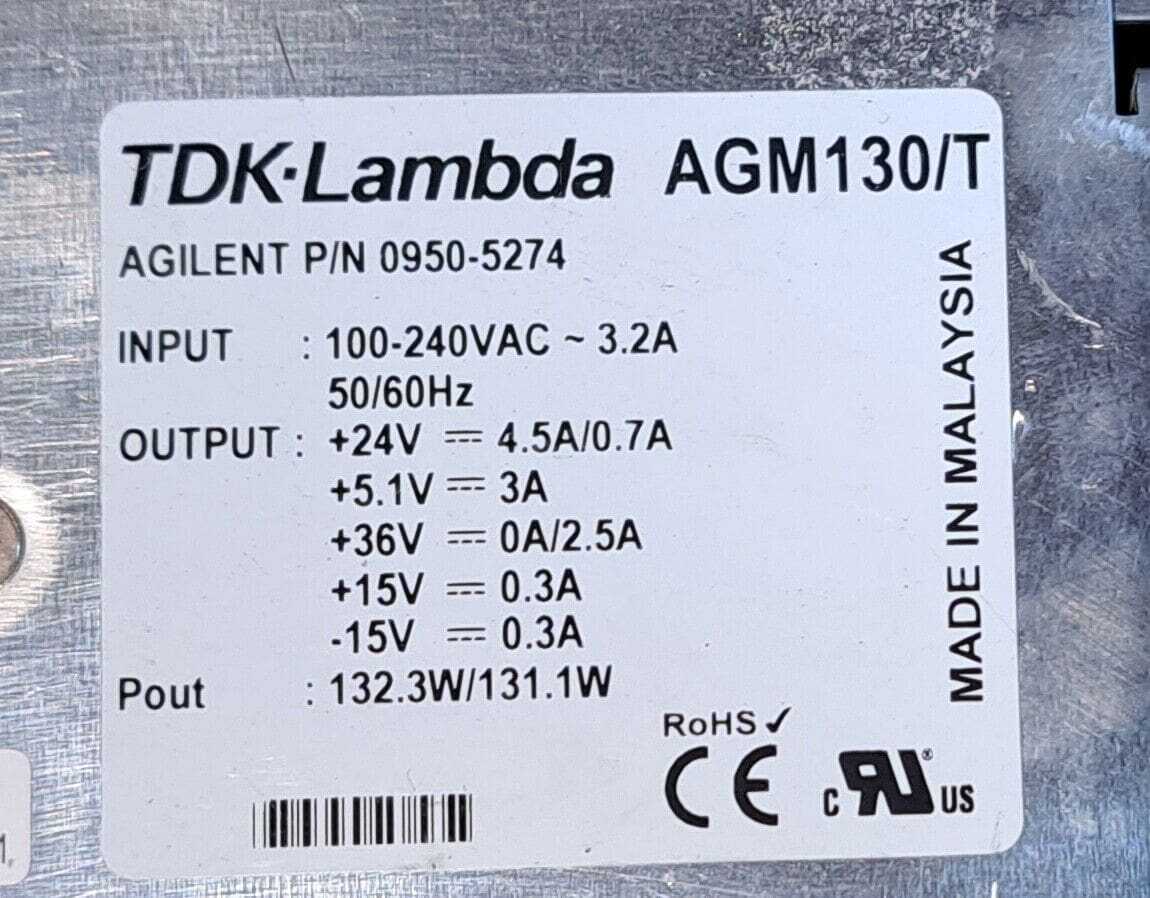 TDK·Lambda AGM130/T
AGILENT P/N 0950-5274
INPUT : 100-240VAC ~ 3.2A
50/60Hz
OUTPUT : +24V ⎓ 4.5A/0.7A
+5.1V ⎓ 3A
+36V ⎓ 0A/2.5A
+15V ⎓ 0.3A
-15V ⎓ 0.3A
Pout : 132.3W/131.1W
MADE IN MALAYSIA
RoHS ✓
CE c RU ® US